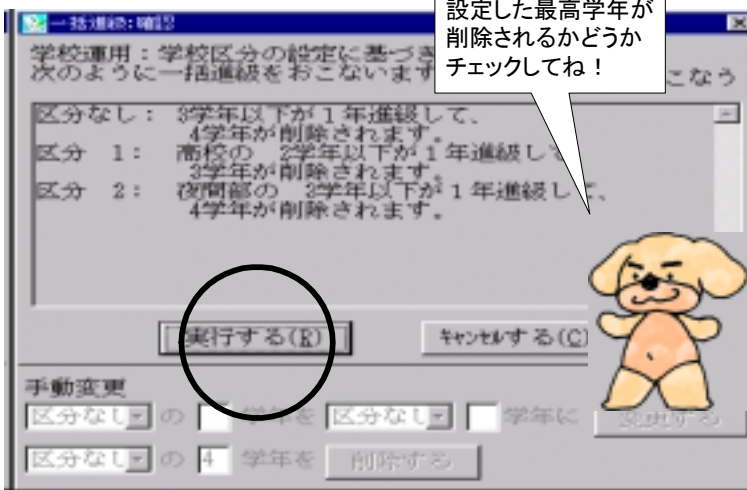 一括進級:確認
設定した最高学年が
削除されるかどうか
チェックしてね！
学校運用：学校区分の設定に基づき
次のように一括進級をおこないます
こなう
区分なし： 3学年以下が１年進級して、
4学年が削除されます。
区分 1： 高校の 2学年以下が１年進級して
3学年が削除されます。
区分 2： 夜間部の 3学年以下が１年進級して、
4学年が削除されます。
実行する(R)
キャンセルする(C)
手動変更
区分なし の 学年を 区分なし 学年に 変更する
区分なし の 4 学年を 削除する